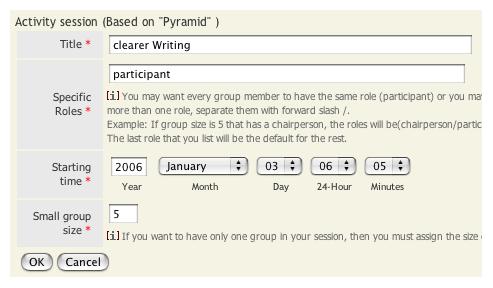 Activity session (Based on "Pyramid" )
Title * clearer Writing
participant
Specific Roles *
[i] You may want every group member to have the same role (participant) or you
more than one role, separate them with forward slash /.
Example: If group size is 5 that has a chairperson, the roles will be(chairperson/
The last role that you list will be the default for the rest.
Starting time * 2006 January 03 06 05
Year Month Day 24-Hour Minutes
Small group size * 5
[i] If you want to have only one group in your session, then you must assign the size
OK Cancel